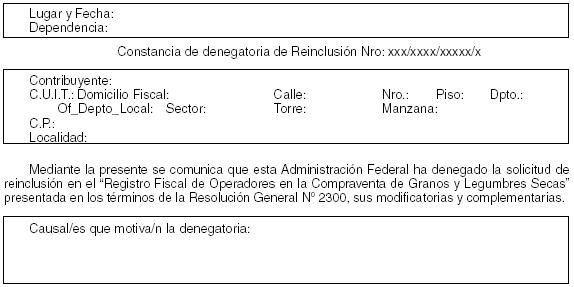 Lugar y Fecha:
Dependencia:
Constancia de denegatoria de Reinclusión Nro: xxx/xxxx/xxxxx/x
Contribuyente:
C.U.I.T.: Domicilio Fiscal: Calle: Nro.: Piso: Dpto.:
Of_Depto_Local: Sector: Torre: Manzana:
C.P.:
Localidad:
Mediante la presente se comunica que esta Administración Federal ha denegado la solicitud de
reinclusión en el “Registro Fiscal de Operadores en la Compraventa de Granos y Legumbres Secas”
presentada en los términos de la Resolución General Nº 2300, sus modificatorias y complementarias.
Causal/es que motiva/n la denegatoria: